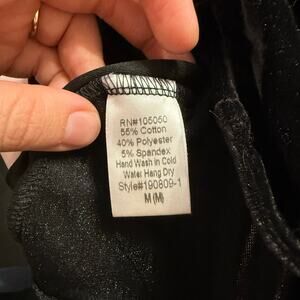 RN#105050
55% Cotton
40% Polyester
5% Spandex
Hand Wash in Cold
Water Hang Dry
Style#190809-1
M (M)